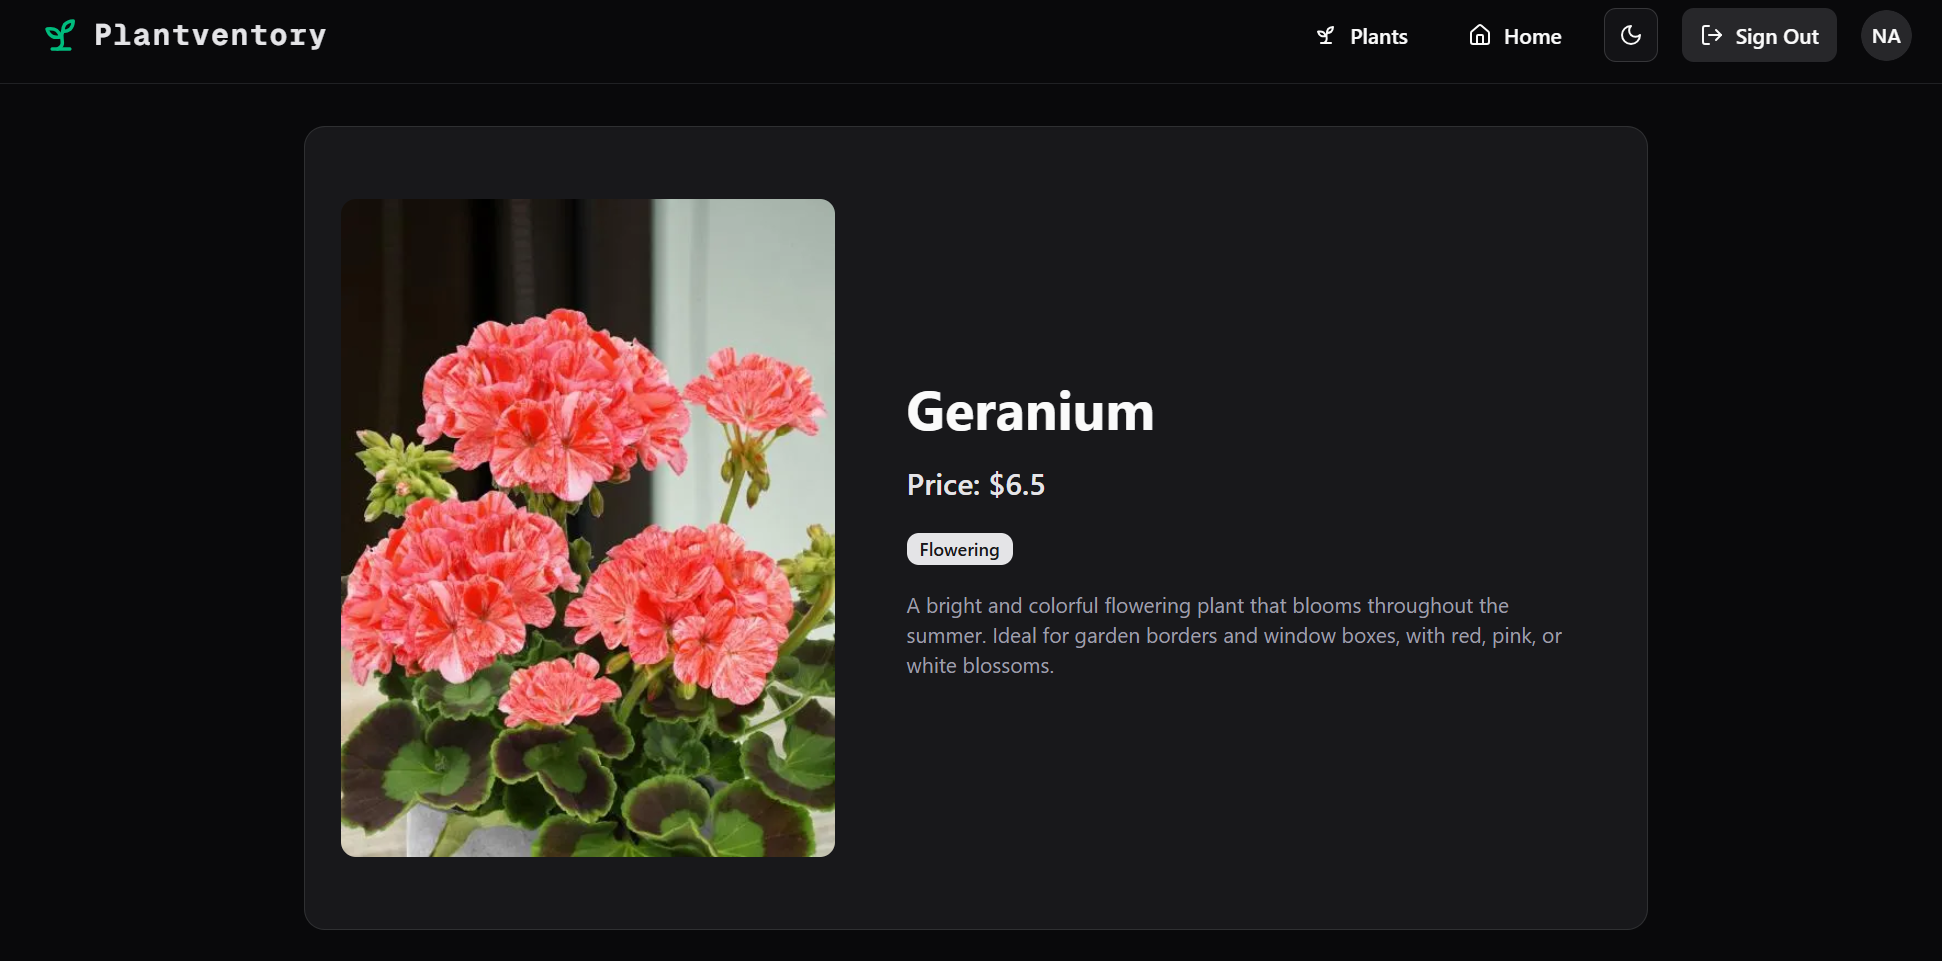 Plantventory
Plants
Home
Sign Out
NA
Geranium
Price: $6.5
Flowering
A bright and colorful flowering plant that blooms throughout the
summer. Ideal for garden borders and window boxes, with red, pink, or
white blossoms.